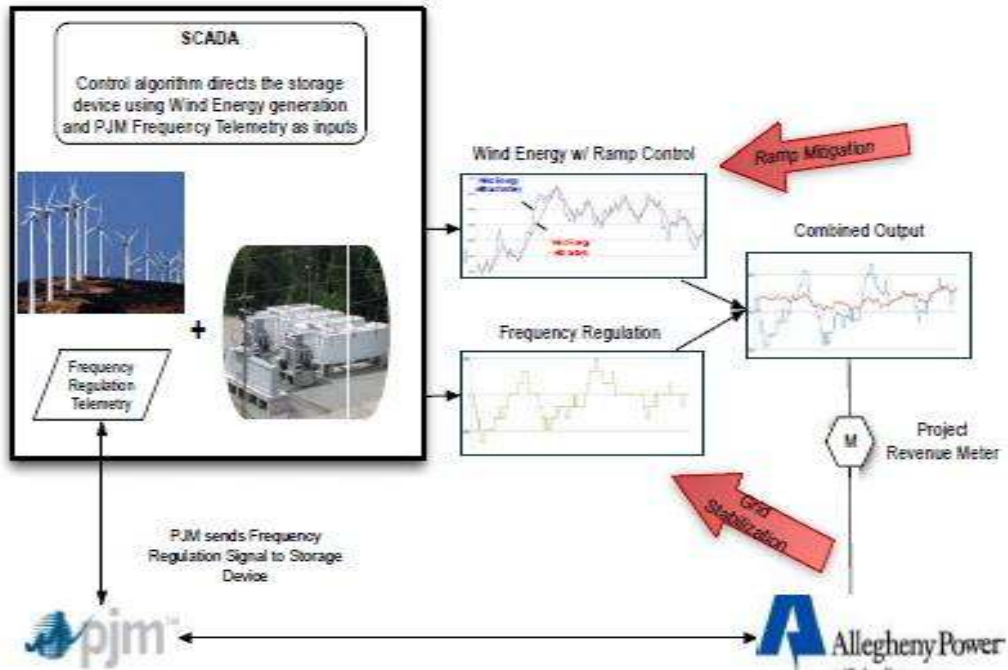 SCADA
Control algorithm directs the storage
device using Wind Energy generation
and PJM Frequency Telemetry as inputs
Wind Energy w/ Ramp Control
Ramp Mitigation
Combined Output
+
Frequency Regulation
Frequency
Regulation
Telemetry
M
Project
Revenue Meter
Grid
Stabilization
PJM sends Frequency
Regulation Signal to Storage
Device
pjm
Allegheny Power